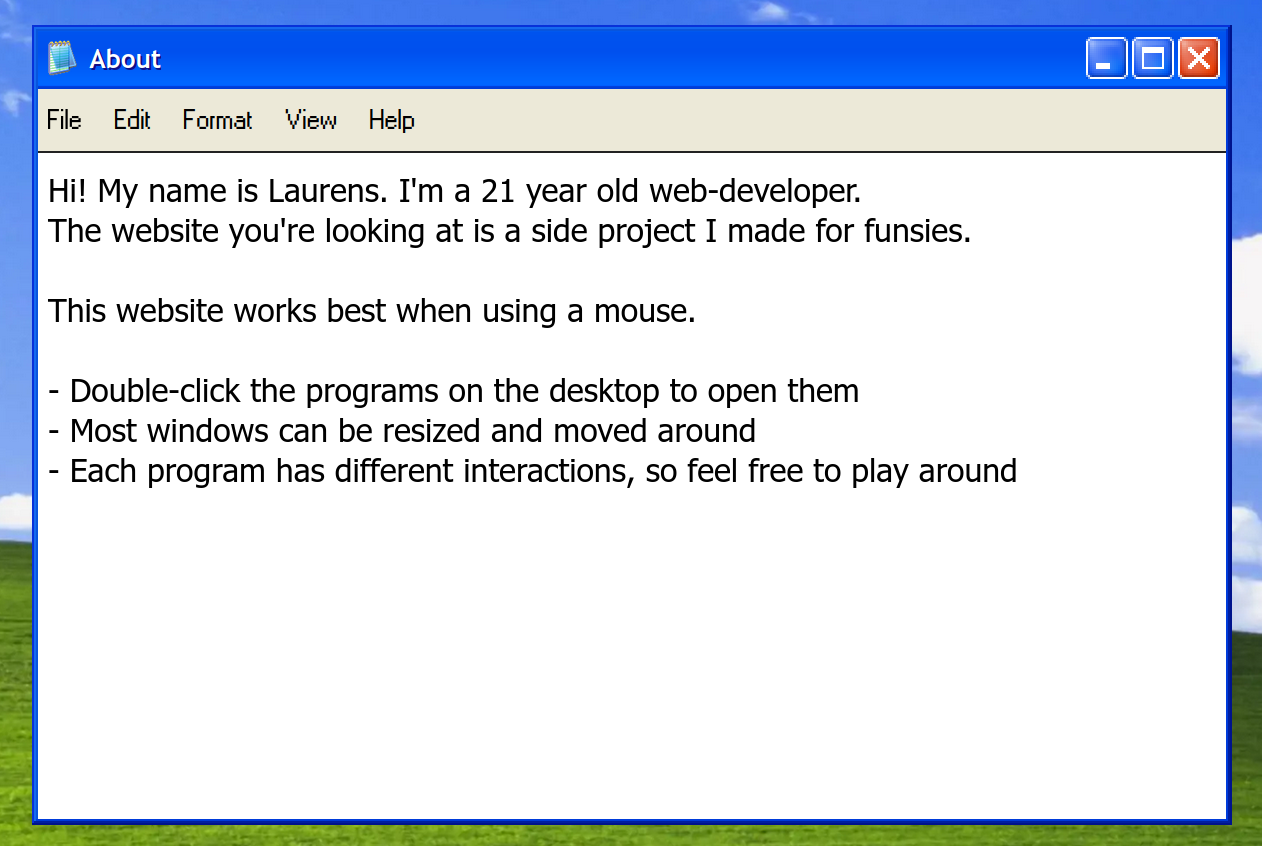 About
File Edit Format View Help
Hi! My name is Laurens. I'm a 21 year old web-developer.
The website you're looking at is a side project I made for funsies.
This website works best when using a mouse.
- Double-click the programs on the desktop to open them
- Most windows can be resized and moved around
- Each program has different interactions, so feel free to play around